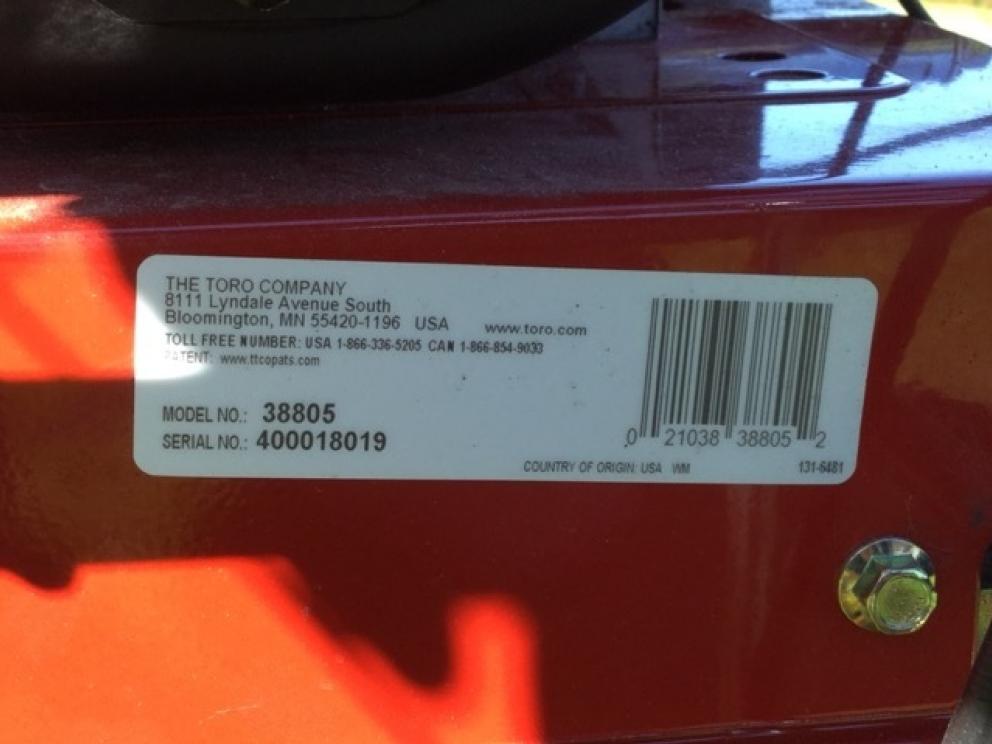 THE TORO COMPANY
8111 Lyndale Avenue South
Bloomington, MN 55420-1196 USA www.toro.com
TOLL FREE NUMBER: USA 1-866-336-5205 CAN 1-866-854-9033
PATENT: www.ttcopats.com
MODEL NO.: 38805
SERIAL NO.: 400018019
0 21038 38805 2
COUNTRY OF ORIGIN: USA WM 131-6481